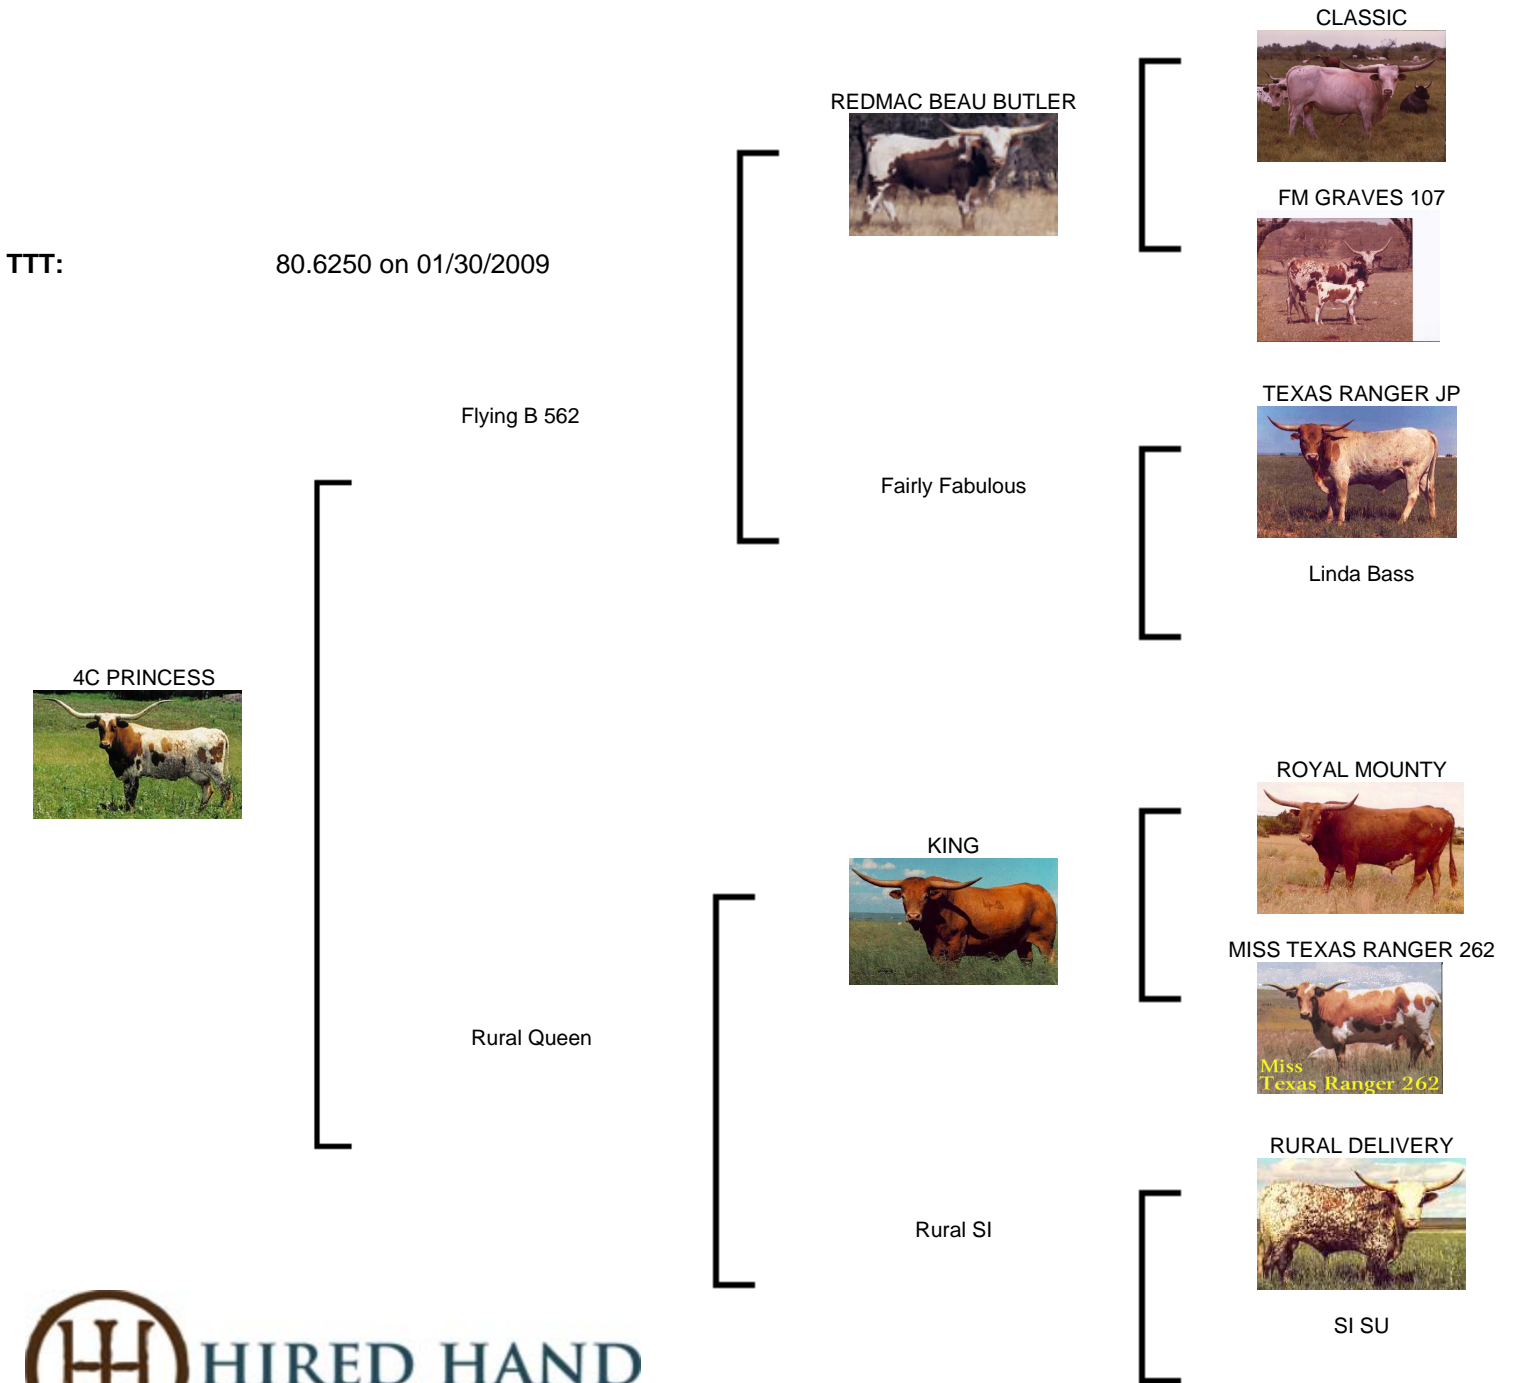 CLASSIC
REDMAC BEAU BUTLER
FM GRAVES 107
TTT: 80.6250 on 01/30/2009
TEXAS RANGER JP
Flying B 562
Fairly Fabulous
Linda Bass
4C PRINCESS
ROYAL MOUNTY
KING
MISS TEXAS RANGER 262
Rural Queen
Miss
Texas Ranger 262
RURAL DELIVERY
Rural SI
SI SU
HIRED HAND